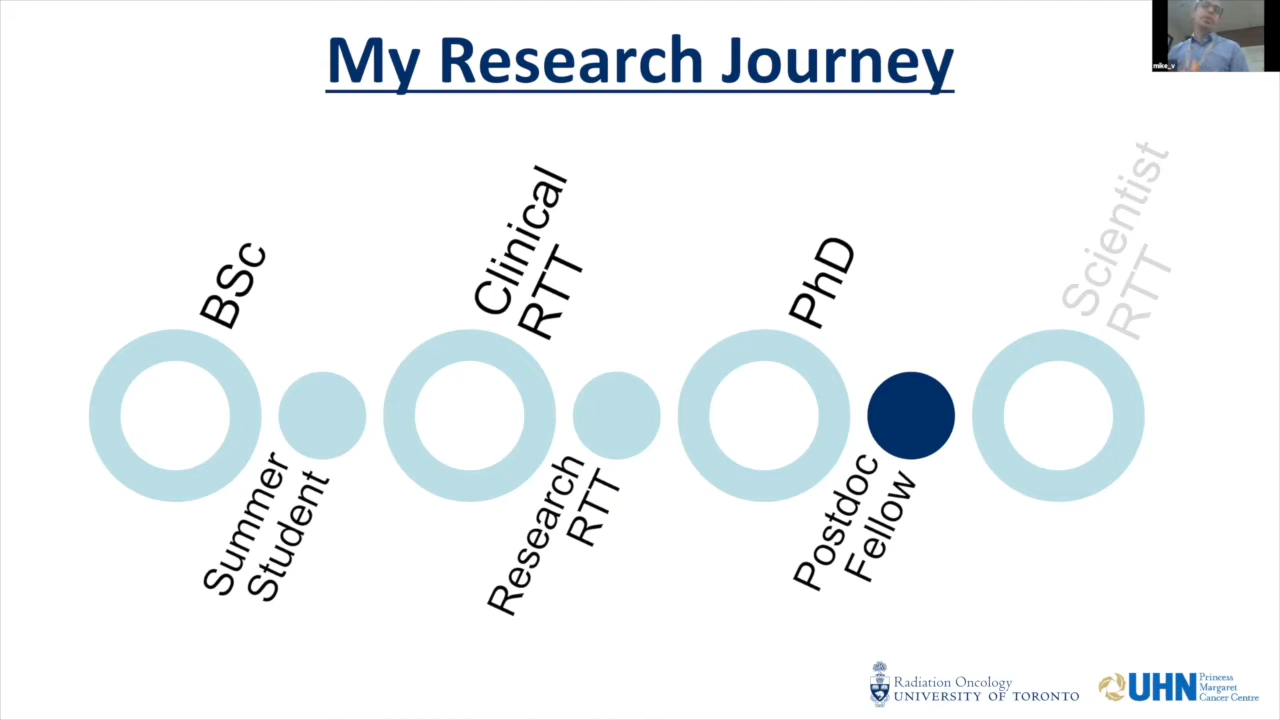 My Research Journey
mike_v
BSc
Summer
Student
Clinical
RTT
Research
RTT
PhD
Postdoc
Fellow
Scientist
RTT
Radiation Oncology
UNIVERSITY OF TORONTO
UHN
Princess
Margaret
Cancer Centre